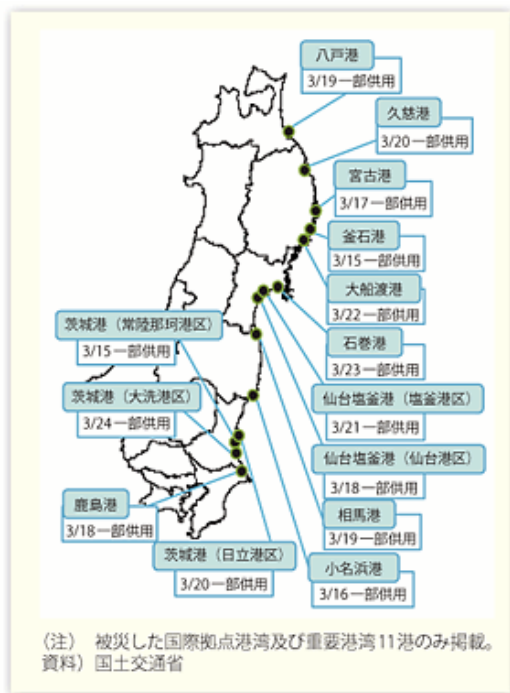 八戸港
3/19一部供用
久慈港
3/20一部供用
宮古港
3/17一部供用
釜石港
3/15一部供用
大船渡港
3/22一部供用
石巻港
3/23一部供用
仙台塩釜港（塩釜港区）
3/21一部供用
仙台塩釜港（仙台港区）
3/18一部供用
相馬港
3/19一部供用
小名浜港
3/16一部供用
茨城港（常陸那珂港区）
3/15一部供用
茨城港（大洗港区）
3/24一部供用
鹿島港
3/18一部供用
茨城港（日立港区）
3/20一部供用
（注）　被災した国際拠点港湾及び重要港湾11港のみ掲載。
資料）国土交通省